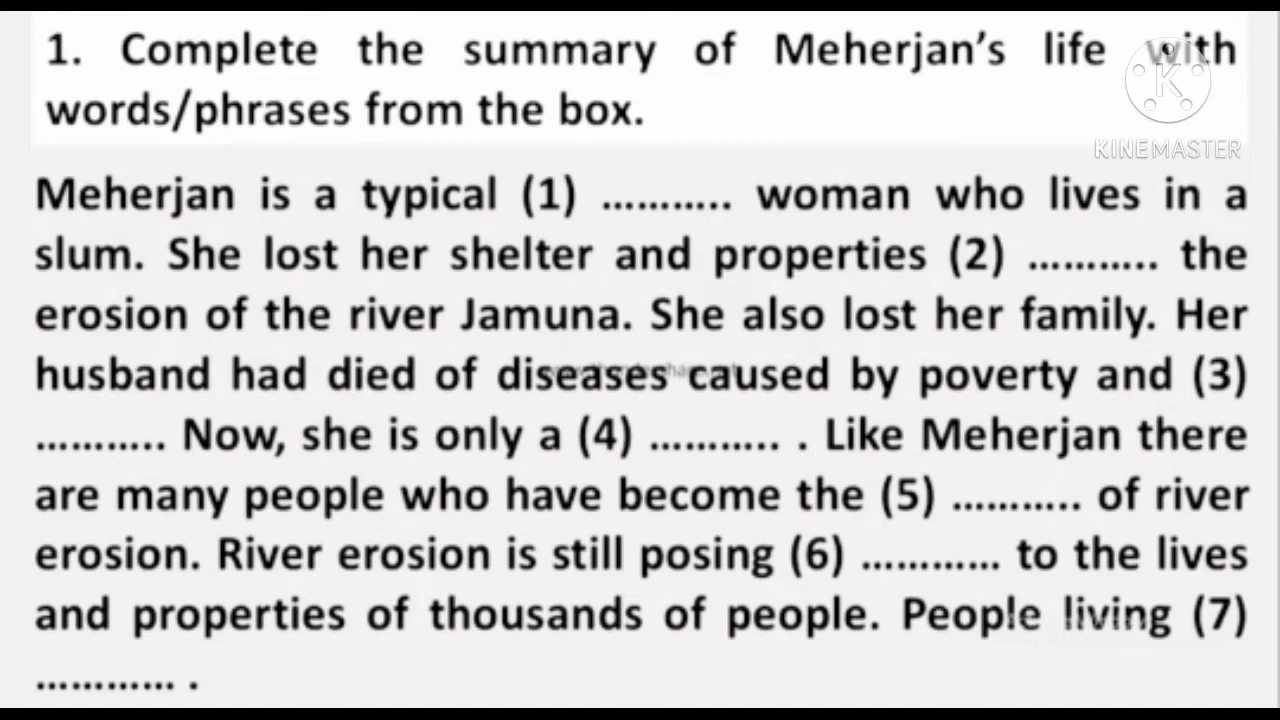 1. Complete the summary of Meherjan's life with
words/phrases from the box.
K
KINEMASTER
Meherjan is a typical (1) ……….. woman who lives in a
slum. She lost her shelter and properties (2) ……….. the
erosion of the river Jamuna. She also lost her family. Her
husband had died of diseases caused by poverty and (3)
……….. Now, she is only a (4) ……….. . Like Meherjan there
are many people who have become the (5) ……….. of river
erosion. River erosion is still posing (6) ………… to the lives
and properties of thousands of people. People living (7)
………… .